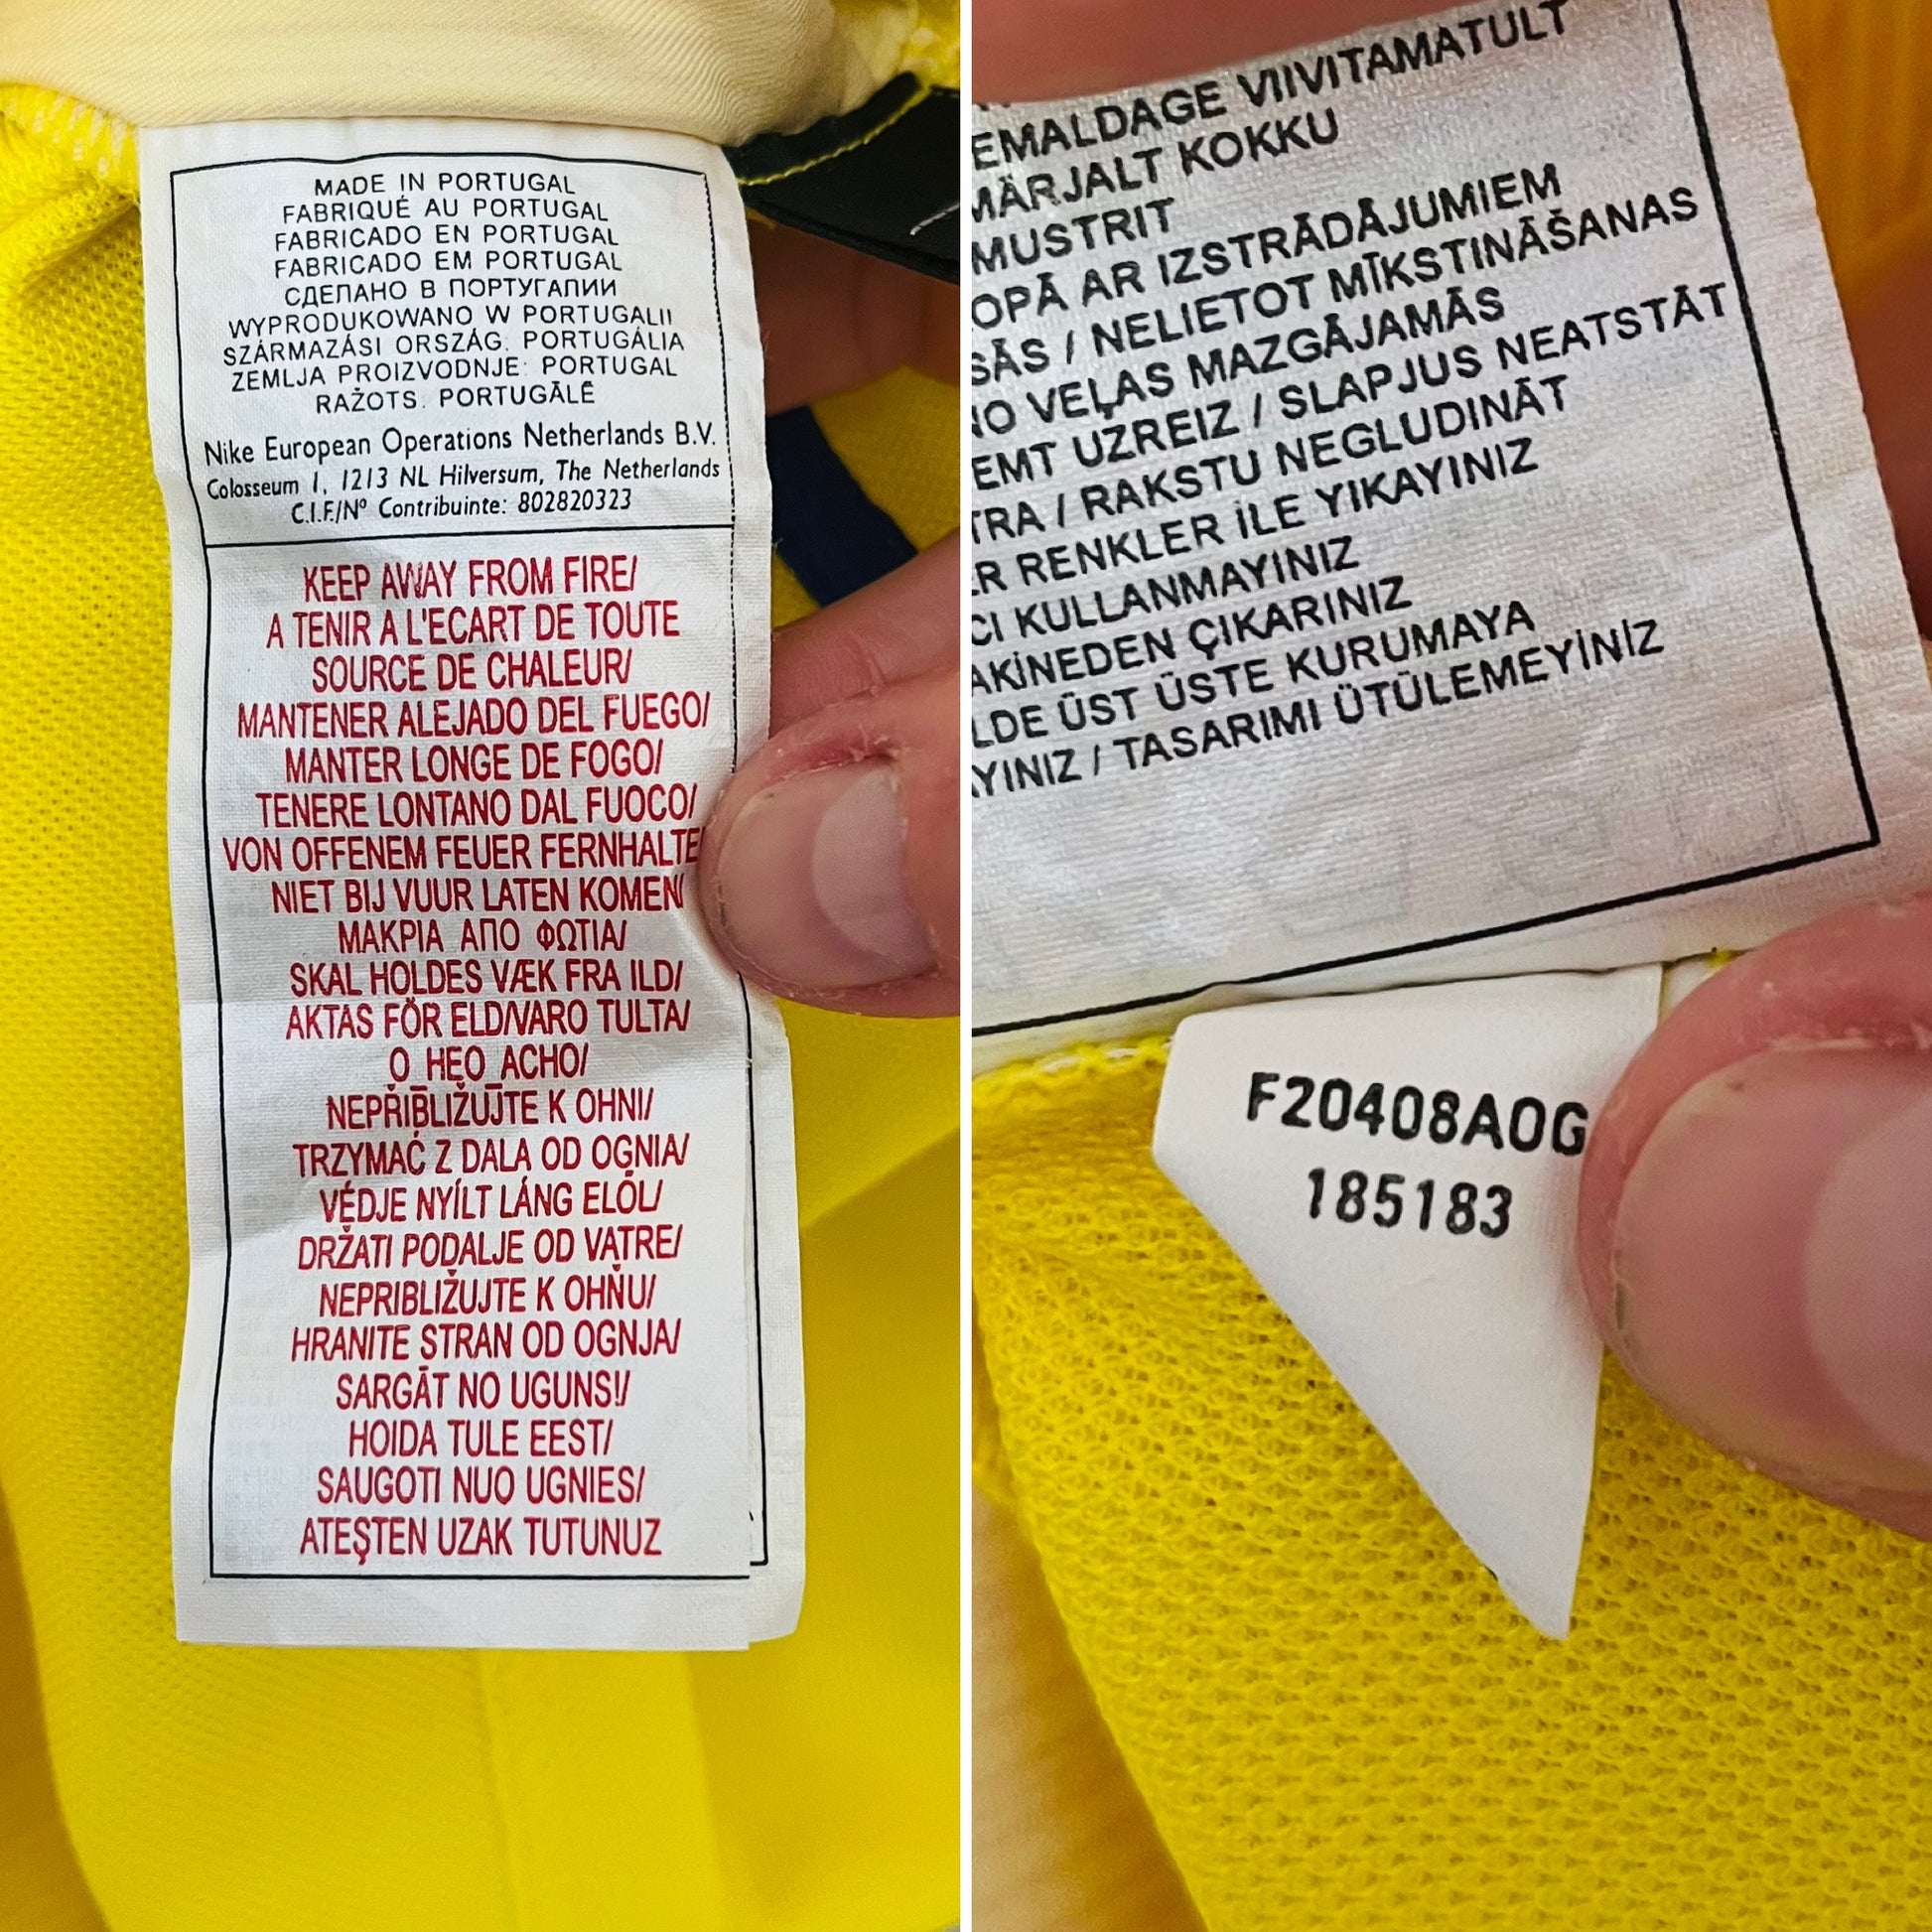 MADE IN PORTUGAL
FABRIQUÉ AU PORTUGAL
FABRICADO EN PORTUGAL
FABRICADO EM PORTUGAL
СДЕЛАНО В ПОРТУГАЛИИ
WYPRODUKOWANO W PORTUGALII
SZÁRMAZÁSI ORSZÁG: PORTUGÁLIA
ZEMLJA PROIZVODNJE: PORTUGAL
RAŽOTS. PORTUGĀLĒ
Nike European Operations Netherlands B.V.
Colosseum 1, 1213 NL Hilversum, The Netherlands
C.I.F./Nº Contribuinte: 802820323
KEEP AWAY FROM FIRE/
A TENIR A L'ECART DE TOUTE
SOURCE DE CHALEUR/
MANTENER ALEJADO DEL FUEGO/
MANTER LONGE DE FOGO/
TENERE LONTANO DAL FUOCO/
VON OFFENEM FEUER FERNHALTE
NIET BIJ VUUR LATEN KOMEN/
ΜΑΚΡΙΑ ΑΠΟ ΦΩΤΙΑ/
SKAL HOLDES VÆK FRA ILD/
AKTAS FÖR ELD/VARO TULTA/
О НЕО АСНО/
NEPŘIBLIŽUJTE K OHNI/
TRZYMAĆ Z DALA OD OGNIA/
VÉDJE NYÍLT LÁNG ELŐL/
DRŽATI PODALJE OD VATRE/
NEPRIBLIŽUJTE K OHŇU/
HRANITE STRAN OD OGNJA/
SARGĀT NO UGUNS!/
HOIDA TULE EEST/
SAUGOTI NUO UGNIES/
ATEŞTEN UZAK TUTUNUZ
EMALDAGE VIIVITAMATULT
MÄRJALT KOKKU
MUSTRIT
OPĀ AR IZSTRĀDĀJUMIEM
SĀS / NELIETOT MĪKSTINĀŠANAS
NO VEĻAS MAZGĀJAMĀS
EMT UZREIZ / SLAPJUS NEATSTĀT
TRA / RAKSTU NEGLUDINĀT
ER RENKLER İLE YIKAYINIZ
CI KULLANMAYINIZ
AKİNEDEN ÇIKARINIZ
LDE ÜST ÜSTE KURUMAYA
YINIZ / TASARIMI ÜTÜLEMEYİNİZ
F20408AOG
185183